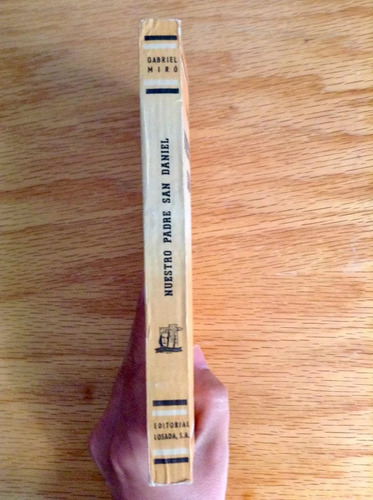 GABRIEL
MIRÓ
NUESTRO PADRE SAN DANIEL
EDITORIAL
LOSADA, S.A.